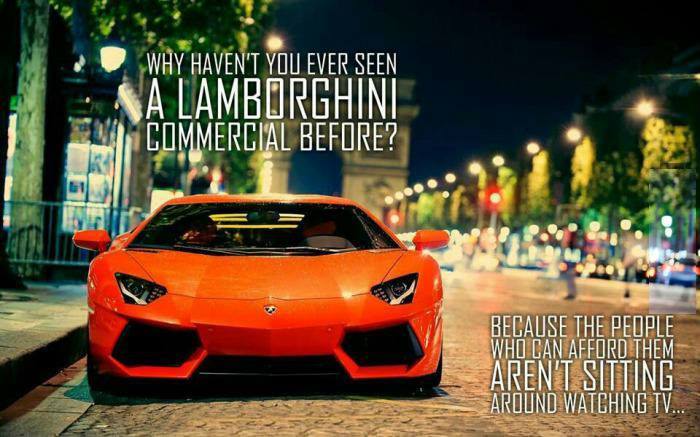 WHY HAVEN'T YOU EVER SEEN
A LAMBORGHINI
COMMERCIAL BEFORE?
BECAUSE THE PEOPLE
WHO CAN AFFORD THEM
AREN'T SITTING
AROUND WATCHING TV...